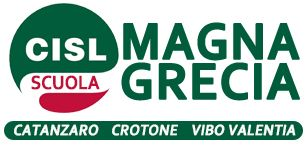 CISL
SCUOLA
MAGNA
GRECIA
CATANZARO CROTONE VIBO VALENTIA